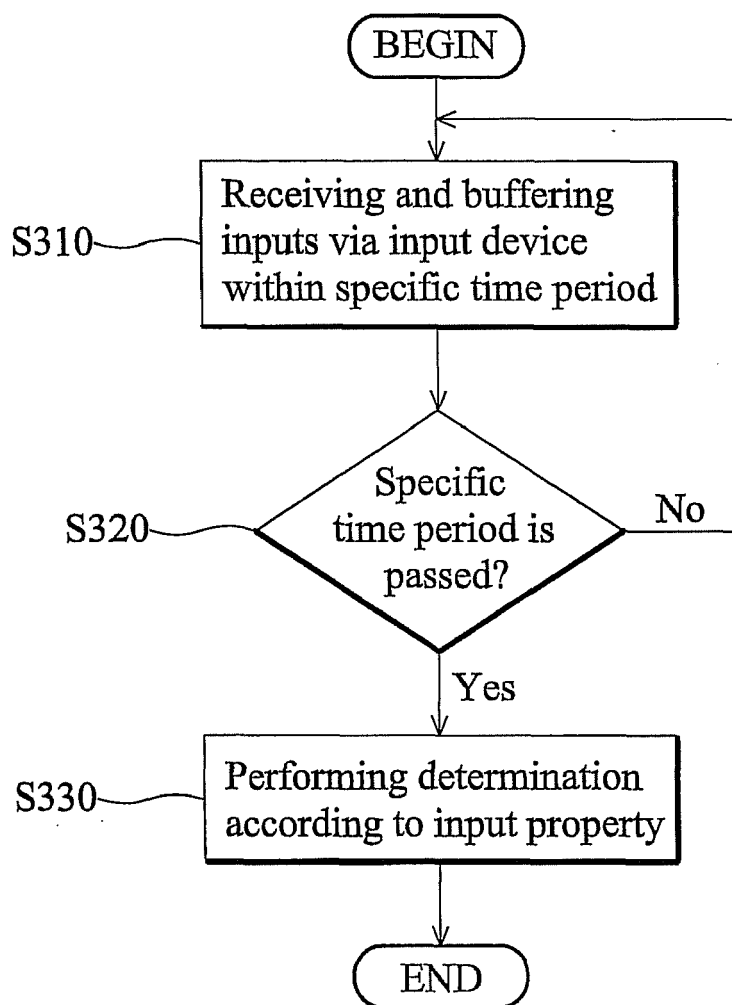 BEGIN
S310
Receiving and buffering
inputs via input device
within specific time period
S320
Specific
time period is
passed?
No
Yes
S330
Performing determination
according to input property
END